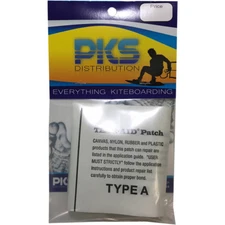 PKS
DISTRIBUTION
EVERYTHING KITEBOARDING
Patch
CANVAS, NYLON, RUBBER and PLASTIC
products that this patch can repair are
listed in the application guide. "USER
MUST STRICTLY" follow the application
instructions and product repair list
carefully to obtain proper bond.
TYPE A
PKS